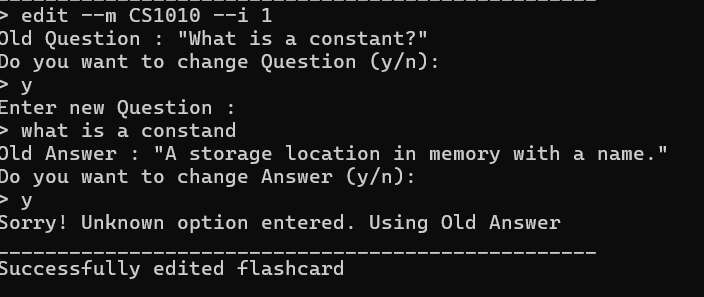 > edit --m CS1010 --i 1
Old Question : "What is a constant?"
Do you want to change Question (y/n):
> y
Enter new Question :
> what is a constand
Old Answer : "A storage location in memory with a name."
Do you want to change Answer (y/n):
> y
Sorry! Unknown option entered. Using Old Answer
__________________________________________________
Successfully edited flashcard